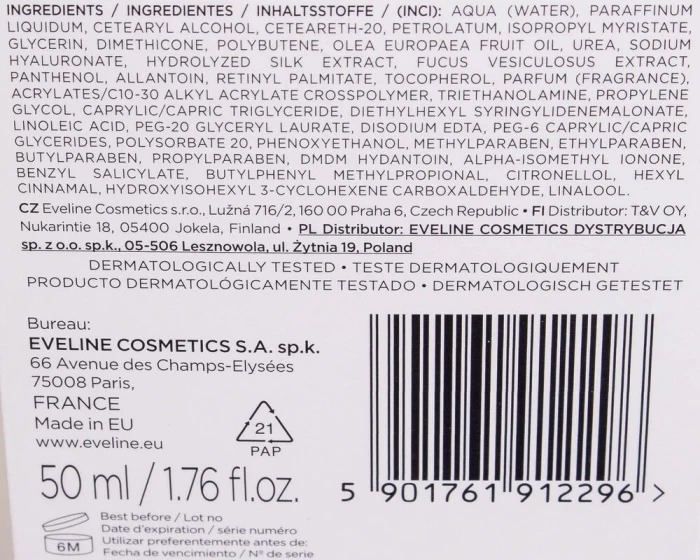 INGREDIENTS / INGREDIENTES / INHALTSSTOFFE / (INCI): AQUA (WATER), PARAFFINUM
LIQUIDUM, CETEARYL ALCOHOL, CETEARETH-20, PETROLATUM, ISOPROPYL MYRISTATE,
GLYCERIN, DIMETHICONE, POLYBUTENE, OLEA EUROPAEA FRUIT OIL, UREA, SODIUM
HYALURONATE, HYDROLYZED SILK EXTRACT, FUCUS VESICULOSUS EXTRACT,
PANTHENOL, ALLANTOIN, RETINYL PALMITATE, TOCOPHEROL, PARFUM (FRAGRANCE),
ACRYLATES/C10-30 ALKYL ACRYLATE CROSSPOLYMER, TRIETHANOLAMINE, PROPYLENE
GLYCOL, CAPRYLIC/CAPRIC TRIGLYCERIDE, DIETHYLHEXYL SYRINGYLIDENEMALONATE,
LINOLEIC ACID, PEG-20 GLYCERYL LAURATE, DISODIUM EDTA, PEG-6 CAPRYLIC/CAPRIC
GLYCERIDES, POLYSORBATE 20, PHENOXYETHANOL, METHYLPARABEN, ETHYLPARABEN,
BUTYLPARABEN, PROPYLPARABEN, DMDM HYDANTOIN, ALPHA-ISOMETHYL IONONE,
BENZYL SALICYLATE, BUTYLPHENYL METHYLPROPIONAL, CITRONELLOL, HEXYL
CINNAMAL, HYDROXYISOHEXYL 3-CYCLOHEXENE CARBOXALDEHYDE, LINALOOL.
CZ Eveline Cosmetics s.r.o., Lužná 716/2, 160 00 Praha 6, Czech Republic • FI Distributor: T&V OY,
Nukarintie 18, 05400 Jokela, Finland • PL Distributor: EVELINE COSMETICS DYSTRYBUCJA
sp. z o.o. sp.k., 05-506 Lesznowola, ul. Żytnia 19, Poland
DERMATOLOGICALLY TESTED • TESTE DERMATOLOGIQUEMENT
PRODUCTO DERMATOLÓGICAMENTE TESTADO • DERMATOLOGISCH GETESTET
Bureau:
EVELINE COSMETICS S.A. sp.k.
66 Avenue des Champs-Elysées
75008 Paris,
FRANCE
Made in EU
www.eveline.eu
21
PAP
50 ml / 1.76 fl.oz.
5 901761 912296 >
6M
Best before / Lot no
Date d'expiration / série numéro
Utilizar preferentemente antes de:
Fecha de vencimiento / Nº de serie